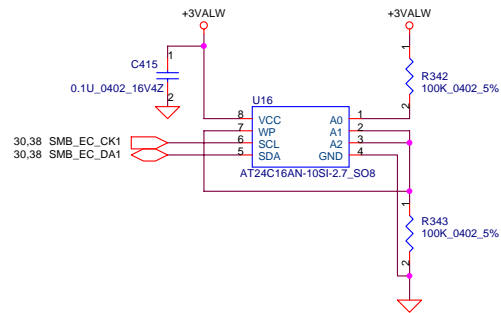 +3VALW
+3VALW
1
C415
0.1U_0402_16V4Z
2
1
R342
100K_0402_5%
2
U16
8 VCC A0 1
7 WP A1 2
30,38 SMB_EC_CK1 6 SCL A2 3
30,38 SMB_EC_DA1 5 SDA GND 4
AT24C16AN-10SI-2.7_SO8
1
R343
100K_0402_5%
2